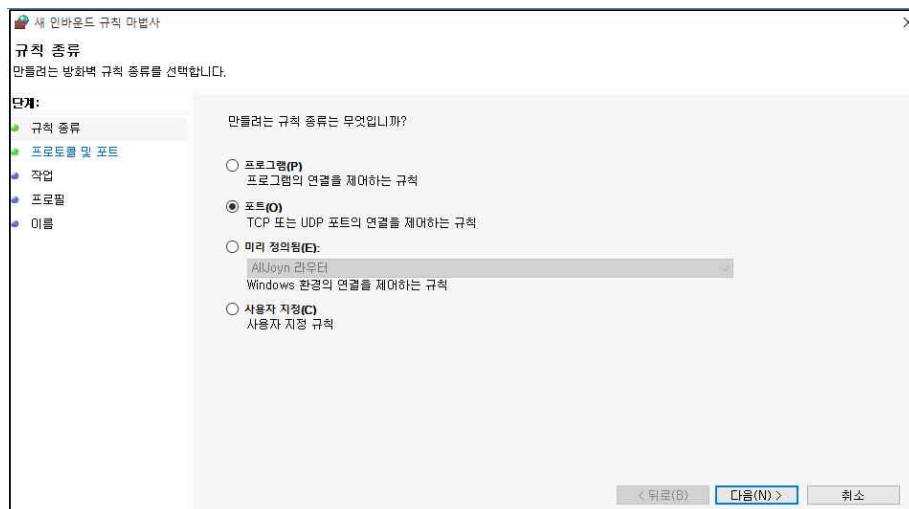 새 인바운드 규칙 마법사
규칙 종류
만들려는 방화벽 규칙 종류를 선택합니다.
단계:
규칙 종류
프로토콜 및 포트
작업
프로필
이름
만들려는 규칙 종류는 무엇입니까?
프로그램(P)
프로그램의 연결을 제어하는 규칙
포트(O)
TCP 또는 UDP 포트의 연결을 제어하는 규칙
미리 정의됨(E):
AllJoyn 라우터
Windows 환경의 연결을 제어하는 규칙
사용자 지정(C)
사용자 지정 규칙
< 뒤로(B) 다음(N) > 취소